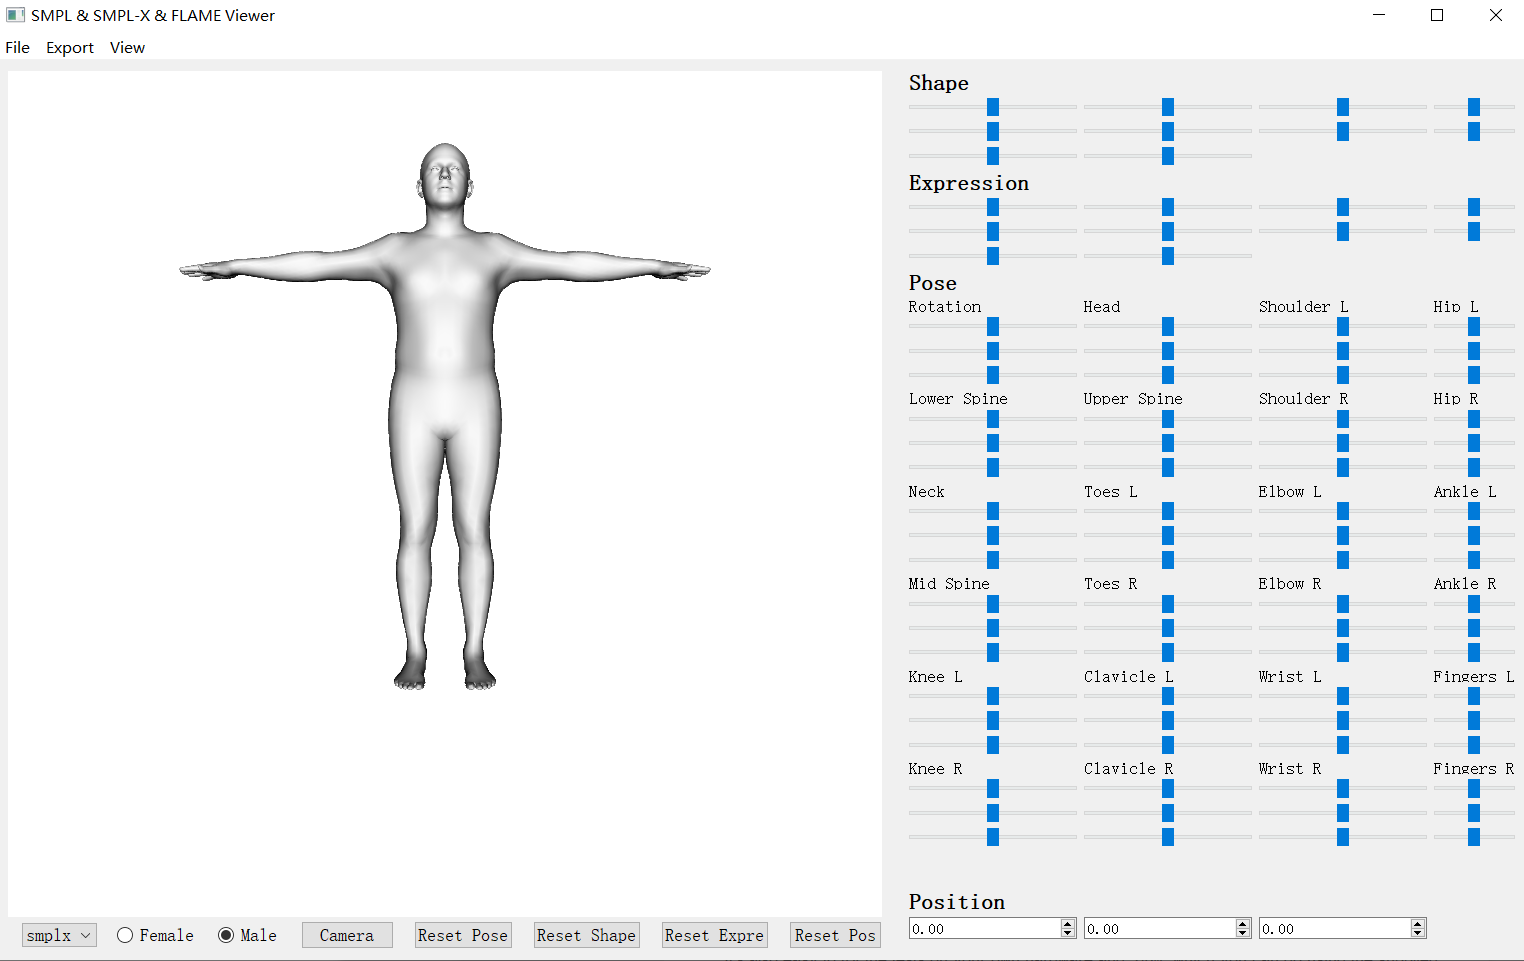 SMPL & SMPL-X & FLAME Viewer
File Export View
Shape
Expression
Pose
Rotation Head Shoulder L Hip L
Lower Spine Upper Spine Shoulder R Hip R
Neck Toes L Elbow L Ankle L
Mid Spine Toes R Elbow R Ankle R
Knee L Clavicle L Wrist L Fingers L
Knee R Clavicle R Wrist R Fingers R
Position
0.00 0.00 0.00
smplx Female Male Camera Reset Pose Reset Shape Reset Expre Reset Pos